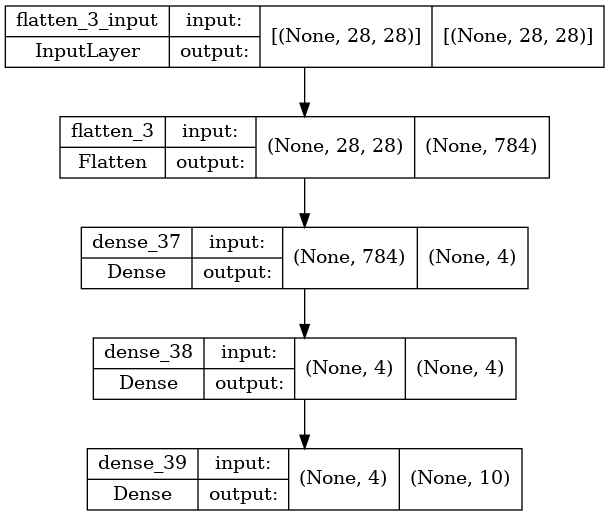 flatten_3_input input: [(None, 28, 28)] [(None, 28, 28)]
InputLayer output:
flatten_3 input: (None, 28, 28) (None, 784)
Flatten output:
dense_37 input: (None, 784) (None, 4)
Dense output:
dense_38 input: (None, 4) (None, 4)
Dense output:
dense_39 input: (None, 4) (None, 10)
Dense output: